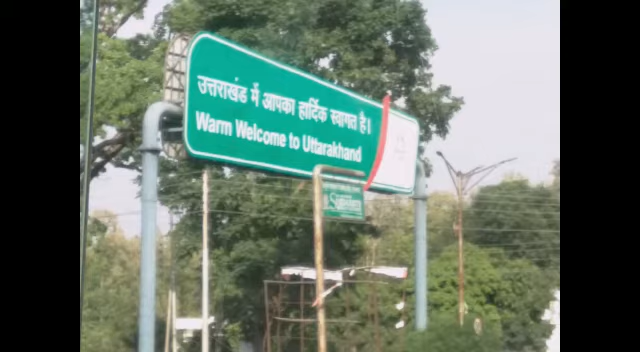 उत्तराखंड में आपका हार्दिक स्वागत है।
Warm Welcome to Uttarakhand